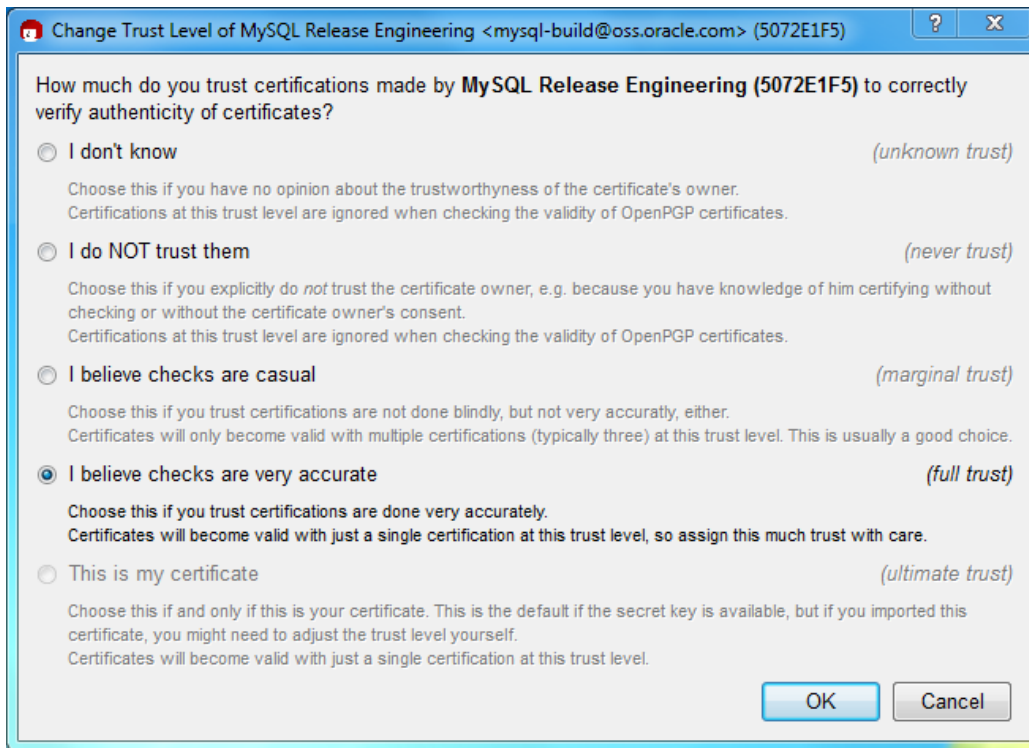 Change Trust Level of MySQL Release Engineering <mysql-build@oss.oracle.com> (5072E1F5)
How much do you trust certifications made by MySQL Release Engineering (5072E1F5) to correctly
verify authenticity of certificates?
I don't know (unknown trust)
Choose this if you have no opinion about the trustworthyness of the certificate's owner.
Certifications at this trust level are ignored when checking the validity of OpenPGP certificates.
I do NOT trust them (never trust)
Choose this if you explicitly do not trust the certificate owner, e.g. because you have knowledge of him certifying without
checking or without the certificate owner's consent.
Certifications at this trust level are ignored when checking the validity of OpenPGP certificates.
I believe checks are casual (marginal trust)
Choose this if you trust certifications are not done blindly, but not very accuratly, either.
Certificates will only become valid with multiple certifications (typically three) at this trust level. This is usually a good choice.
I believe checks are very accurate (full trust)
Choose this if you trust certifications are done very accurately.
Certificates will become valid with just a single certification at this trust level, so assign this much trust with care.
This is my certificate (ultimate trust)
Choose this if and only if this is your certificate. This is the default if the secret key is available, but if you imported this
certificate, you might need to adjust the trust level yourself.
Certificates will become valid with just a single certification at this trust level.
OK Cancel